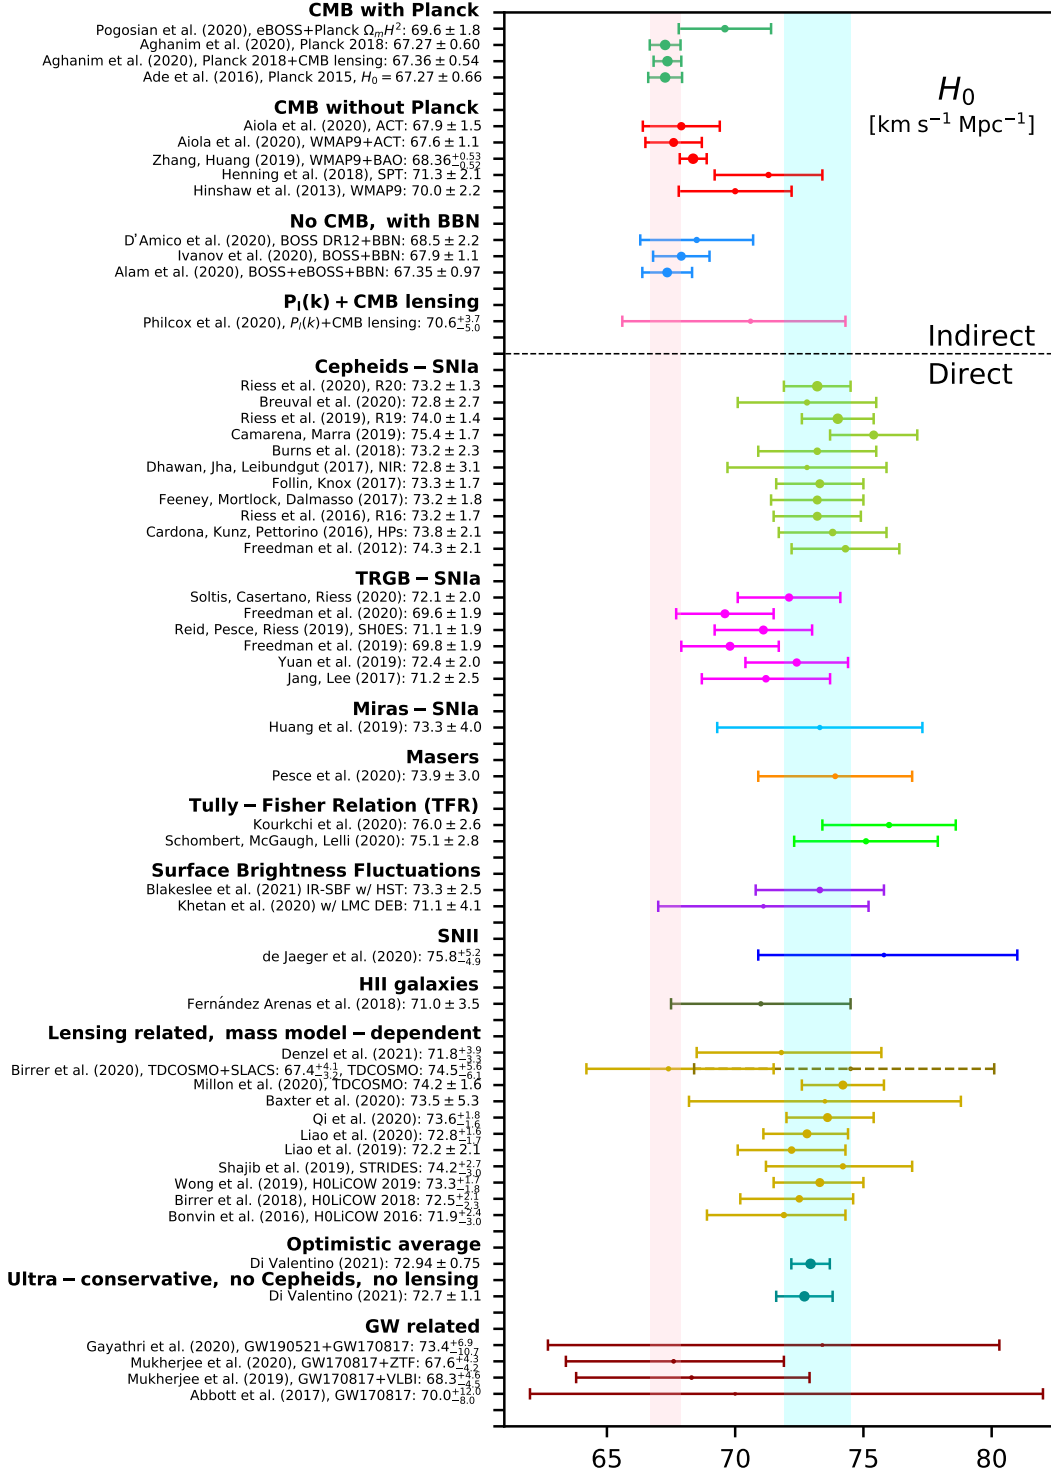 CMB with Planck
Pogosian et al. (2020), eBOSS+Planck Ω_mH²: 69.6 ± 1.8
Aghanim et al. (2020), Planck 2018: 67.27 ± 0.60
Aghanim et al. (2020), Planck 2018+CMB lensing: 67.36 ± 0.54
Ade et al. (2016), Planck 2015, H₀ = 67.27 ± 0.66
H₀
[km s⁻¹ Mpc⁻¹]
CMB without Planck
Aiola et al. (2020), ACT: 67.9 ± 1.5
Aiola et al. (2020), WMAP9+ACT: 67.6 ± 1.1
Zhang, Huang (2019), WMAP9+BAO: 68.36 +0.53 −0.52
Henning et al. (2018), SPT: 71.3 ± 2.1
Hinshaw et al. (2013), WMAP9: 70.0 ± 2.2
No CMB, with BBN
D'Amico et al. (2020), BOSS DR12+BBN: 68.5 ± 2.2
Ivanov et al. (2020), BOSS+BBN: 67.9 ± 1.1
Alam et al. (2020), BOSS+eBOSS+BBN: 67.35 ± 0.97
P_l(k) + CMB lensing
Philcox et al. (2020), P_l(k)+CMB lensing: 70.6 +3.7 −5.0
Indirect
Direct
Cepheids − SNIa
Riess et al. (2020), R20: 73.2 ± 1.3
Breuval et al. (2020): 72.8 ± 2.7
Riess et al. (2019), R19: 74.0 ± 1.4
Camarena, Marra (2019): 75.4 ± 1.7
Burns et al. (2018): 73.2 ± 2.3
Dhawan, Jha, Leibundgut (2017), NIR: 72.8 ± 3.1
Follin, Knox (2017): 73.3 ± 1.7
Feeney, Mortlock, Dalmasso (2017): 73.2 ± 1.8
Riess et al. (2016), R16: 73.2 ± 1.7
Cardona, Kunz, Pettorino (2016), HPs: 73.8 ± 2.1
Freedman et al. (2012): 74.3 ± 2.1
TRGB − SNIa
Soltis, Casertano, Riess (2020): 72.1 ± 2.0
Freedman et al. (2020): 69.6 ± 1.9
Reid, Pesce, Riess (2019), SH0ES: 71.1 ± 1.9
Freedman et al. (2019): 69.8 ± 1.9
Yuan et al. (2019): 72.4 ± 2.0
Jang, Lee (2017): 71.2 ± 2.5
Miras − SNIa
Huang et al. (2019): 73.3 ± 4.0
Masers
Pesce et al. (2020): 73.9 ± 3.0
Tully − Fisher Relation (TFR)
Kourkchi et al. (2020): 76.0 ± 2.6
Schombert, McGaugh, Lelli (2020): 75.1 ± 2.8
Surface Brightness Fluctuations
Blakeslee et al. (2021) IR-SBF w/ HST: 73.3 ± 2.5
Khetan et al. (2020) w/ LMC DEB: 71.1 ± 4.1
SNII
de Jaeger et al. (2020): 75.8 +5.2 −4.9
HII galaxies
Fernández Arenas et al. (2018): 71.0 ± 3.5
Lensing related, mass model − dependent
Denzel et al. (2021): 71.8 +3.9 −3.3
Birrer et al. (2020), TDCOSMO+SLACS: 67.4 +4.1 −3.2, TDCOSMO: 74.5 +5.6 −6.1
Millon et al. (2020), TDCOSMO: 74.2 ± 1.6
Baxter et al. (2020): 73.5 ± 5.3
Qi et al. (2020): 73.6 +1.8 −1.6
Liao et al. (2020): 72.8 +1.6 −1.7
Liao et al. (2019): 72.2 ± 2.1
Shajib et al. (2019), STRIDES: 74.2 +2.7 −3.0
Wong et al. (2019), H0LiCOW 2019: 73.3 +1.7 −1.8
Birrer et al. (2018), H0LiCOW 2018: 72.5 +2.1 −2.3
Bonvin et al. (2016), H0LiCOW 2016: 71.9 +2.4 −3.0
Optimistic average
Di Valentino (2021): 72.94 ± 0.75
Ultra − conservative, no Cepheids, no lensing
Di Valentino (2021): 72.7 ± 1.1
GW related
Gayathri et al. (2020), GW190521+GW170817: 73.4 +6.9 −10.7
Mukherjee et al. (2020), GW170817+ZTF: 67.6 +4.3 −4.2
Mukherjee et al. (2019), GW170817+VLBI: 68.3 +4.6 −4.5
Abbott et al. (2017), GW170817: 70.0 +12.0 −8.0
65 70 75 80